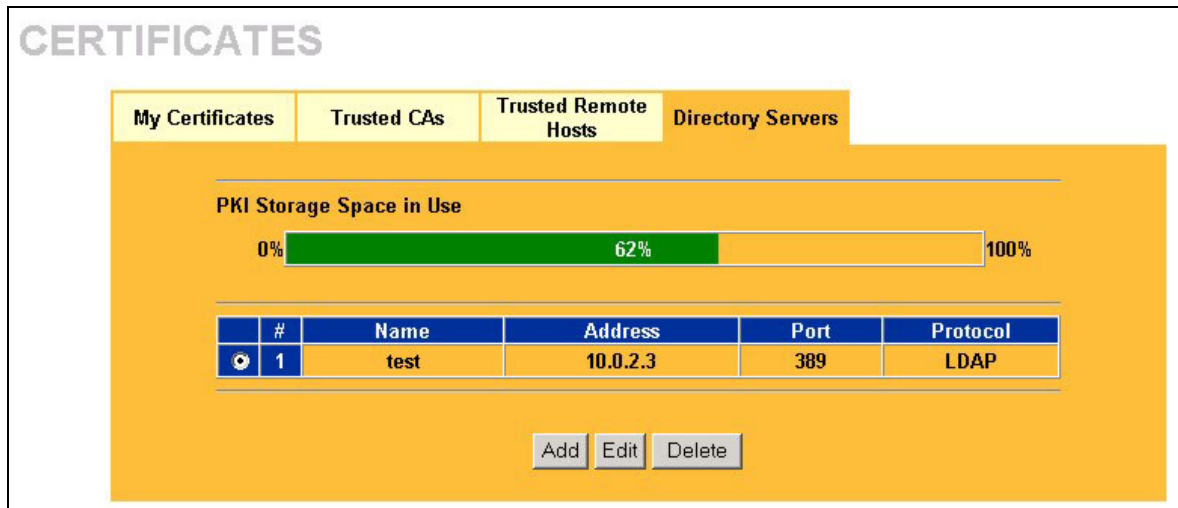 CERTIFICATES
My Certificates
Trusted CAs
Trusted Remote
Hosts
Directory Servers
PKI Storage Space in Use
0% 62% 100%
# Name Address Port Protocol
1 test 10.0.2.3 389 LDAP
Add Edit Delete